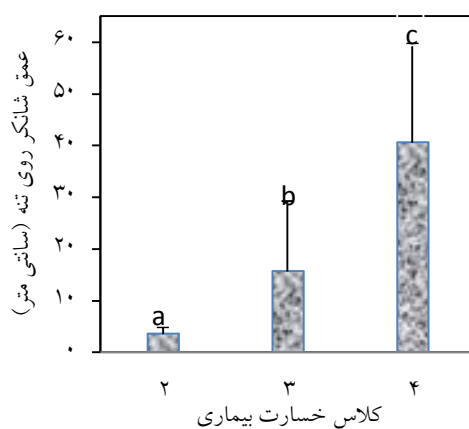 عمق شانکر روی تنه (سانتی متر)
۶۰
۵۰
۴۰
۳۰
۲۰
۱۰
۰
a
b
c
۲ ۳ ۴
کلاس خسارت بیماری